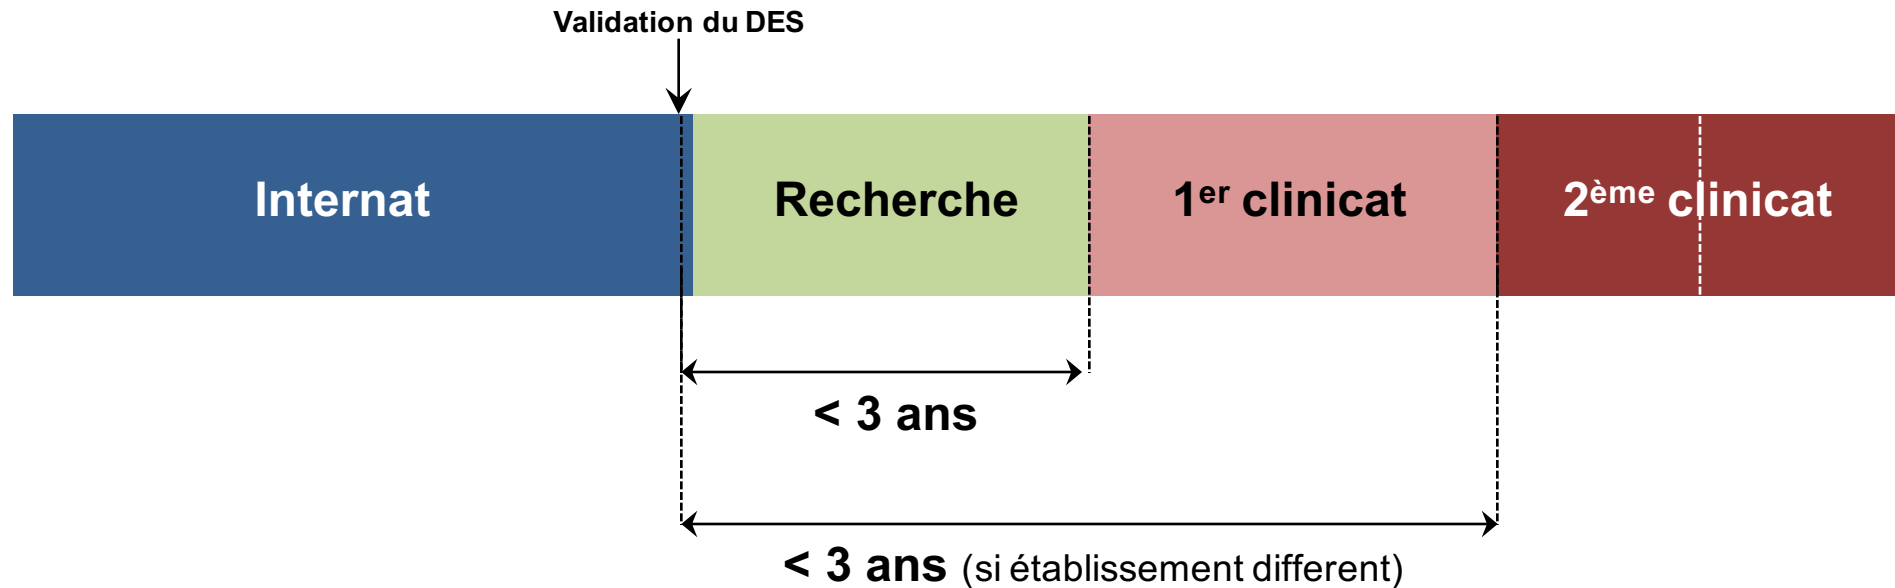 Validation du DES
Internat
Recherche
1er clinicat
2ème clinicat
< 3 ans
< 3 ans (si établissement different)